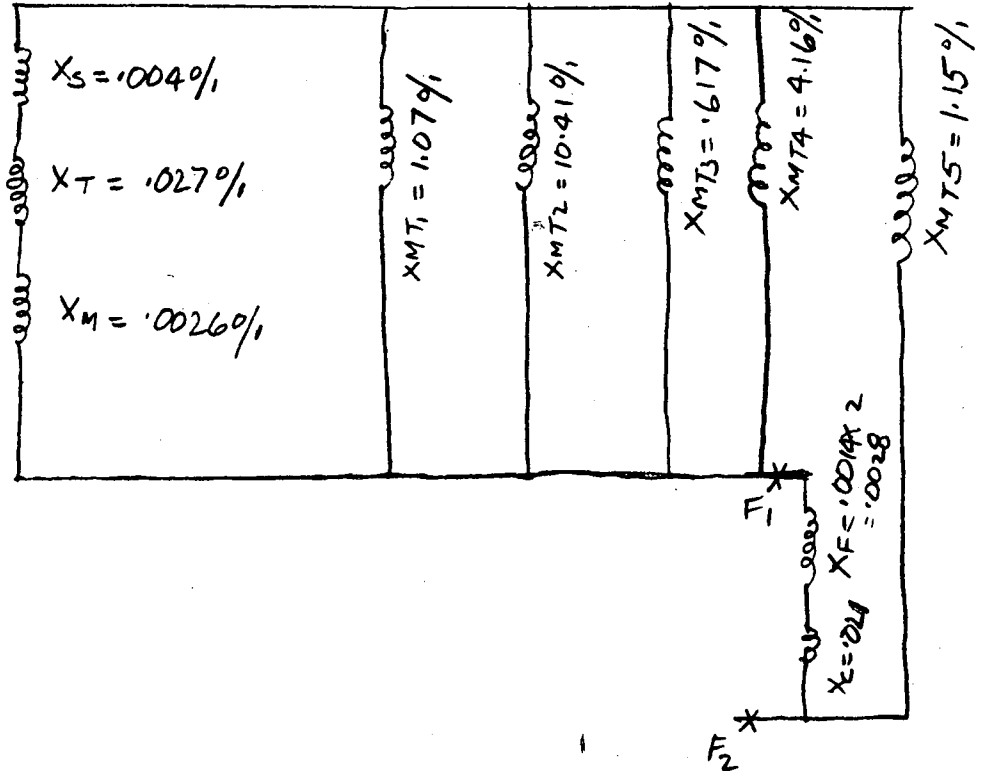 Xs = .004%
XT = .027%
XM = .0026%
XMT1 = 1.07%
XMT2 = 10.41%
XMT3 = .617%
XMT4 = 4.16%
XMT5 = 1.15%
F1
XF = .0014 x 2
= .0028
Xc =
F2